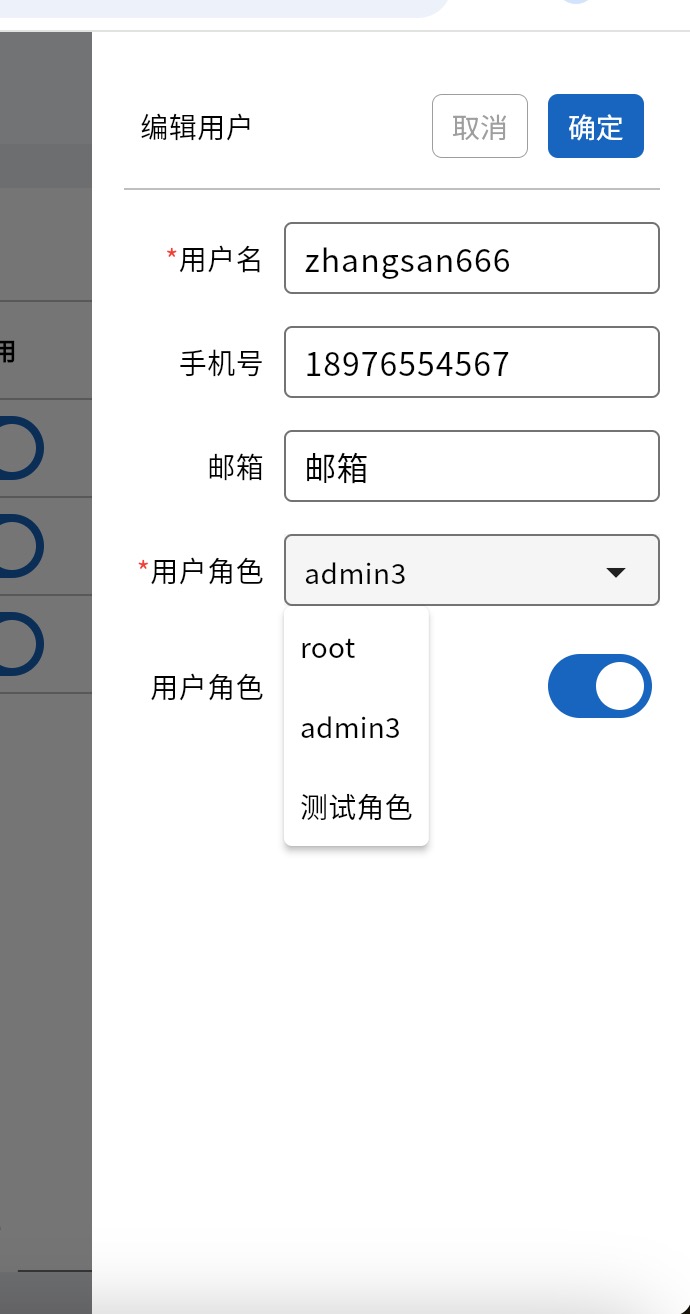 编辑用户
取消
确定
用
*用户名
zhangsan666
手机号
18976554567
邮箱
邮箱
*用户角色
admin3
root
用户角色
admin3
测试角色